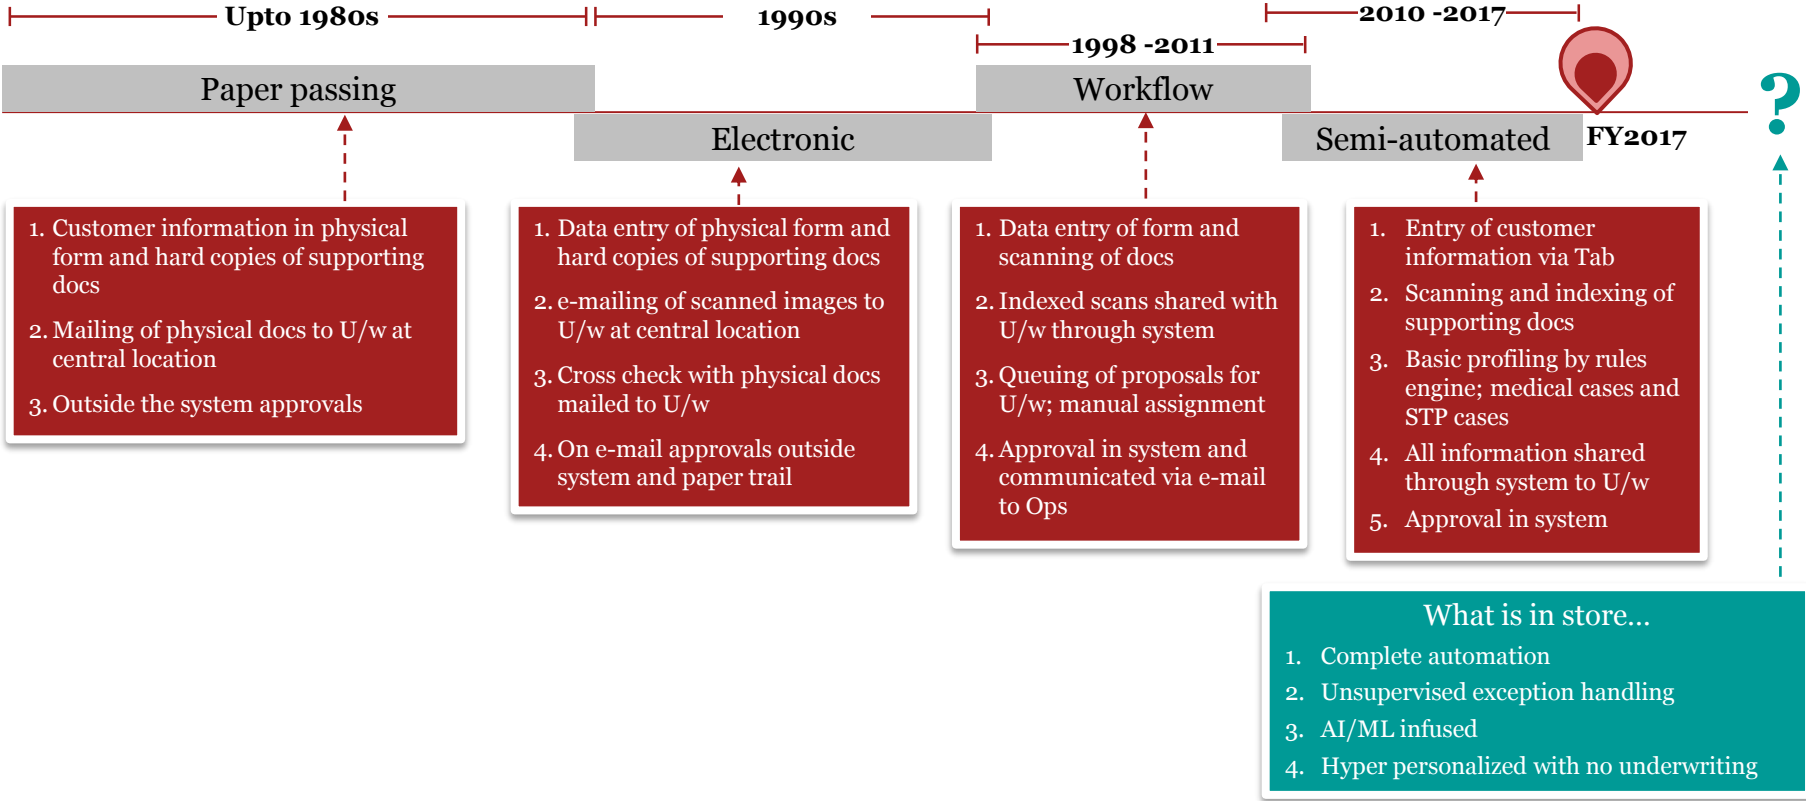 Upto 1980s
1990s
2010 -2017
1998 -2011
Paper passing
Workflow
?
Electronic
Semi-automated
FY2017
1. Customer information in physical
form and hard copies of supporting
docs
2. Mailing of physical docs to U/w at
central location
3. Outside the system approvals
1. Data entry of physical form and
hard copies of supporting docs
2. e-mailing of scanned images to
U/w at central location
3. Cross check with physical docs
mailed to U/w
4. On e-mail approvals outside
system and paper trail
1. Data entry of form and
scanning of docs
2. Indexed scans shared with
U/w through system
3. Queuing of proposals for
U/w; manual assignment
4. Approval in system and
communicated via e-mail
to Ops
1. Entry of customer
information via Tab
2. Scanning and indexing of
supporting docs
3. Basic profiling by rules
engine; medical cases and
STP cases
4. All information shared
through system to U/w
5. Approval in system
What is in store...
1. Complete automation
2. Unsupervised exception handling
3. AI/ML infused
4. Hyper personalized with no underwriting